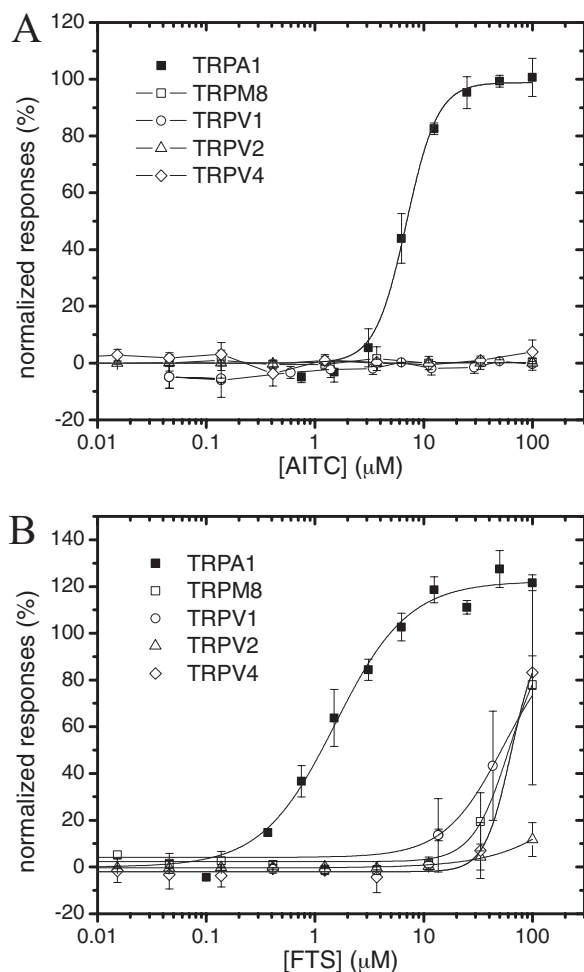 A
120
100
80
60
40
20
0
-20
normalized responses (%)
TRPA1
TRPM8
TRPV1
TRPV2
TRPV4
0.01 0.1 1 10 100
[AITC] (μM)
B
140
120
100
80
60
40
20
0
-20
normalized responses (%)
TRPA1
TRPM8
TRPV1
TRPV2
TRPV4
0.01 0.1 1 10 100
[FTS] (μM)